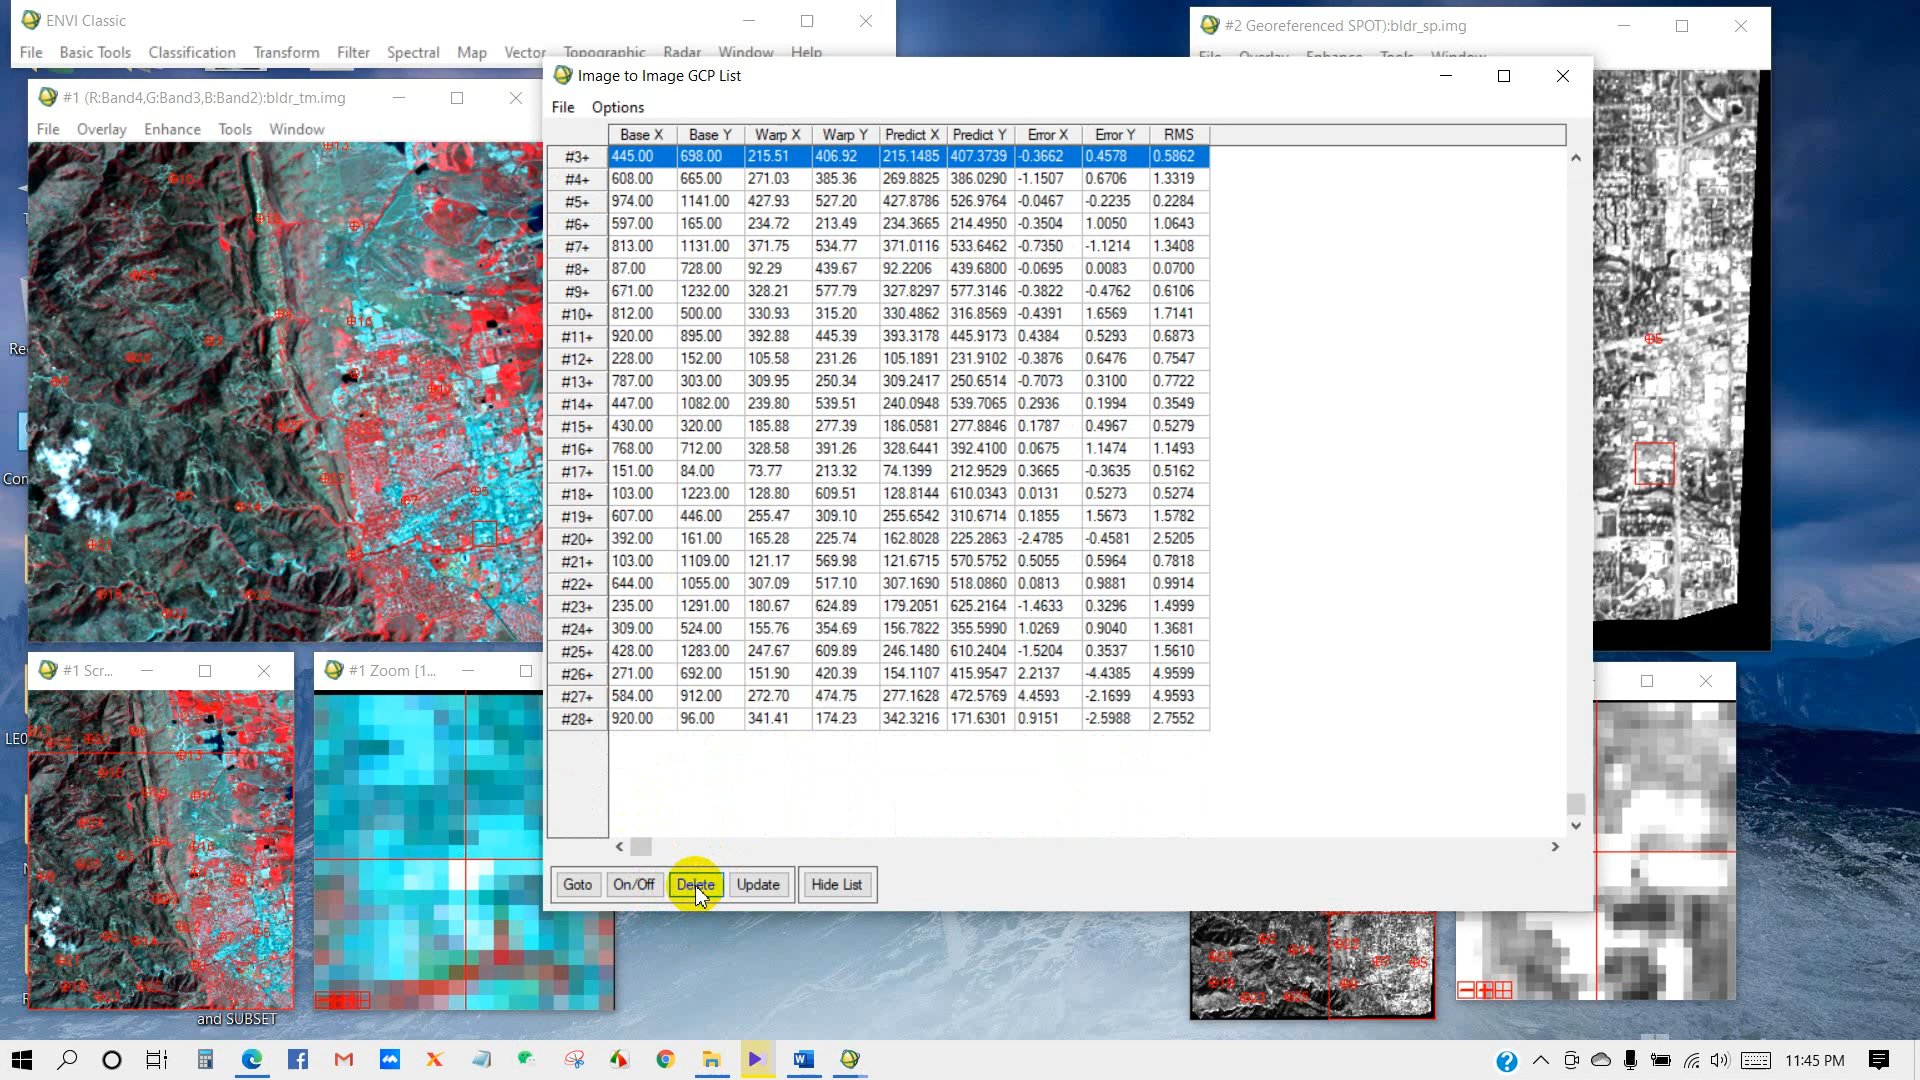 ENVI Classic
File Basic Tools Classification Transform Filter Spectral Map Vector Topographic Radar Window Help
#2 Georeferenced SPOT):bldr_sp.img
File Overlay Enhance Tools Window
#1 (R:Band4,G:Band3,B:Band2):bldr_tm.img
File Overlay Enhance Tools Window
Image to Image GCP List
File Options
Base X Base Y Warp X Warp Y Predict X Predict Y Error X Error Y RMS
#3+ 445.00 698.00 215.51 406.92 215.1485 407.3739 -0.3662 0.4578 0.5862
#4+ 608.00 665.00 271.03 385.36 269.8825 386.0290 -1.1507 0.6706 1.3319
#5+ 974.00 1141.00 427.93 527.20 427.8786 526.9764 -0.0467 -0.2235 0.2284
#6+ 597.00 165.00 234.72 213.49 234.3665 214.4950 -0.3504 1.0050 1.0643
#7+ 813.00 1131.00 371.75 534.77 371.0116 533.6462 -0.7350 -1.1214 1.3408
#8+ 87.00 728.00 92.29 439.67 92.2206 439.6800 -0.0695 0.0083 0.0700
#9+ 671.00 1232.00 328.21 577.79 327.8297 577.3146 -0.3822 -0.4762 0.6106
#10+ 812.00 500.00 330.93 315.20 330.4862 316.8569 -0.4391 1.6569 1.7141
#11+ 920.00 895.00 392.88 445.39 393.3178 445.9173 0.4384 0.5293 0.6873
#12+ 228.00 152.00 105.58 231.26 105.1891 231.9102 -0.3876 0.6476 0.7547
#13+ 787.00 303.00 309.95 250.34 309.2417 250.6514 -0.7073 0.3100 0.7722
#14+ 447.00 1082.00 239.80 539.51 240.0948 539.7065 0.2936 0.1994 0.3549
#15+ 430.00 320.00 185.88 277.39 186.0581 277.8846 0.1787 0.4967 0.5279
#16+ 768.00 712.00 328.58 391.26 328.6441 392.4100 0.0675 1.1474 1.1493
#17+ 151.00 84.00 73.77 213.32 74.1399 212.9529 0.3665 -0.3635 0.5162
#18+ 103.00 1223.00 128.80 609.51 128.8144 610.0343 0.0131 0.5273 0.5274
#19+ 607.00 446.00 255.47 309.10 255.6542 310.6714 0.1855 1.5673 1.5782
#20+ 392.00 161.00 165.28 225.74 162.8028 225.2863 -2.4785 -0.4581 2.5205
#21+ 103.00 1109.00 121.17 569.98 121.6715 570.5752 0.5055 0.5964 0.7818
#22+ 644.00 1055.00 307.09 517.10 307.1690 518.0860 0.0813 0.9881 0.9914
#23+ 235.00 1291.00 180.67 624.89 179.2051 625.2164 -1.4633 0.3296 1.4999
#24+ 309.00 524.00 155.76 354.69 156.7822 355.5990 1.0269 0.9040 1.3681
#25+ 428.00 1283.00 247.67 609.89 246.1480 610.2404 -1.5204 0.3537 1.5610
#26+ 271.00 692.00 151.90 420.39 154.1107 415.9547 2.2137 -4.4385 4.9599
#27+ 584.00 912.00 272.70 474.75 277.1628 472.5769 4.4593 -2.1699 4.9593
#28+ 920.00 96.00 341.41 174.23 342.3216 171.6301 0.9151 -2.5988 2.7552
Goto On/Off Delete Update Hide List
#1 Scr...
#1 Zoom [1...
and SUBSET
11:45 PM